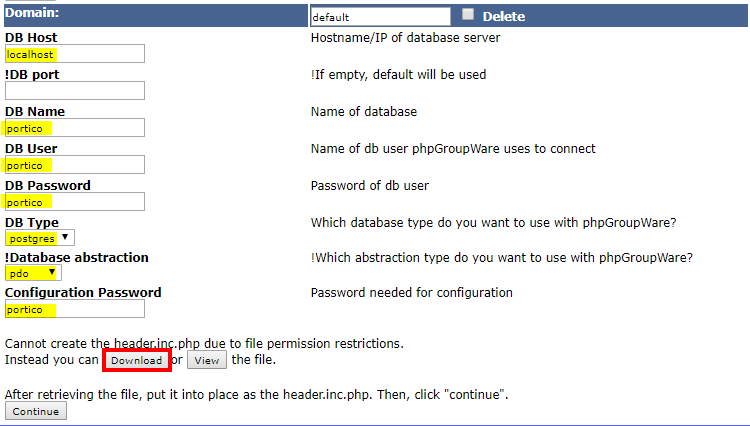 Domain: default Delete
DB Host Hostname/IP of database server
localhost
!DB port !If empty, default will be used
DB Name Name of database
portico
DB User Name of db user phpGroupWare uses to connect
portico
DB Password Password of db user
portico
DB Type Which database type do you want to use with phpGroupWare?
postgres
!Database abstraction !Which abstraction type do you want to use with phpGroupWare?
pdo
Configuration Password Password needed for configuration
portico
Cannot create the header.inc.php due to file permission restrictions.
Instead you can Download or View the file.
After retrieving the file, put it into place as the header.inc.php. Then, click "continue".
Continue